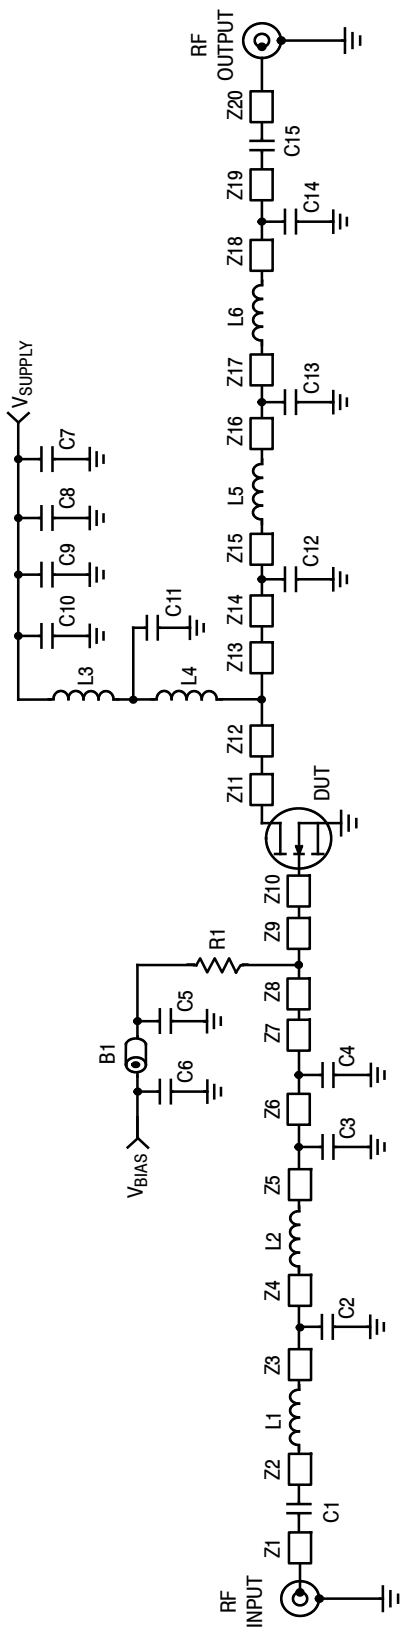 V_SUPPLY
C10
C9
C8
C7
L3
C11
L4
V_BIAS
B1
C6
C5
R1
RF
INPUT
Z1
C1
Z2
L1
Z3
C2
Z4
L2
Z5
C3
Z6
C4
Z7
Z8
Z9
Z10
DUT
Z11
Z12
Z13
Z14
C12
Z15
L5
Z16
C13
Z17
L6
Z18
C14
Z19
C15
Z20
RF
OUTPUT